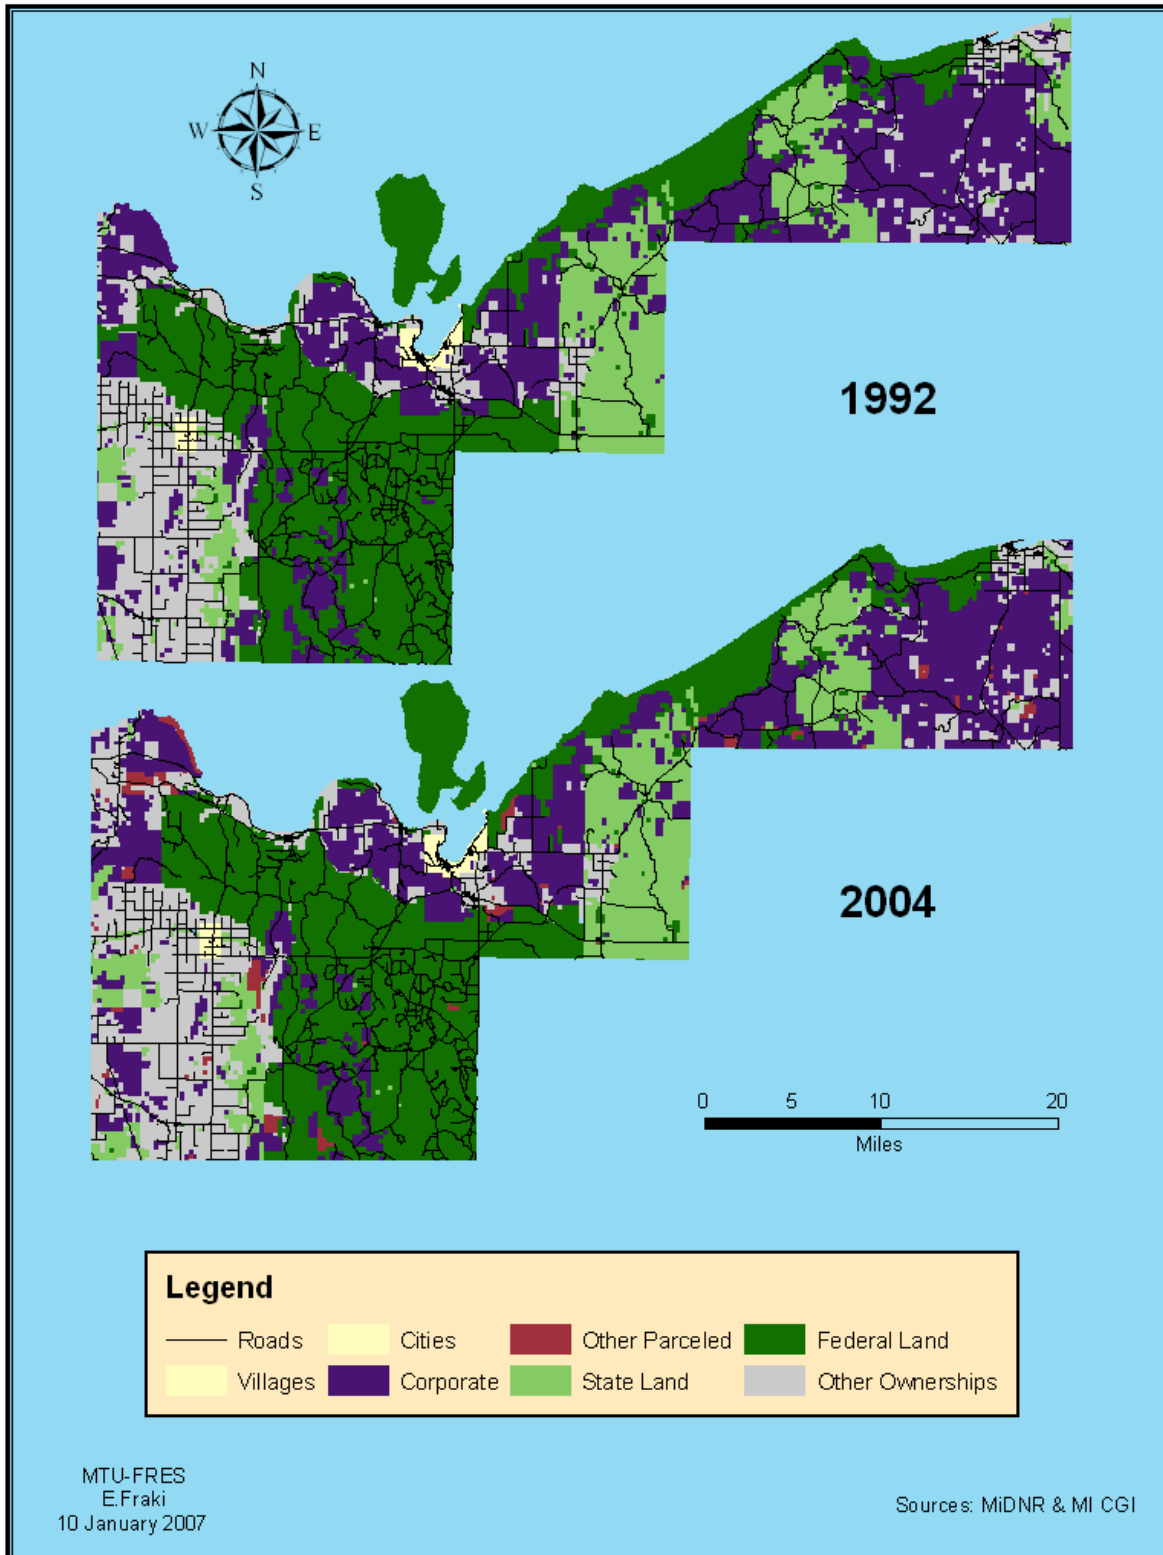 N
W E
S
1992
2004
0 5 10 20
Miles
Legend
Roads Cities Other Parceled Federal Land
Villages Corporate State Land Other Ownerships
MTU-FRES
E.Fraki
10 January 2007
Sources: MiDNR & MI CGI